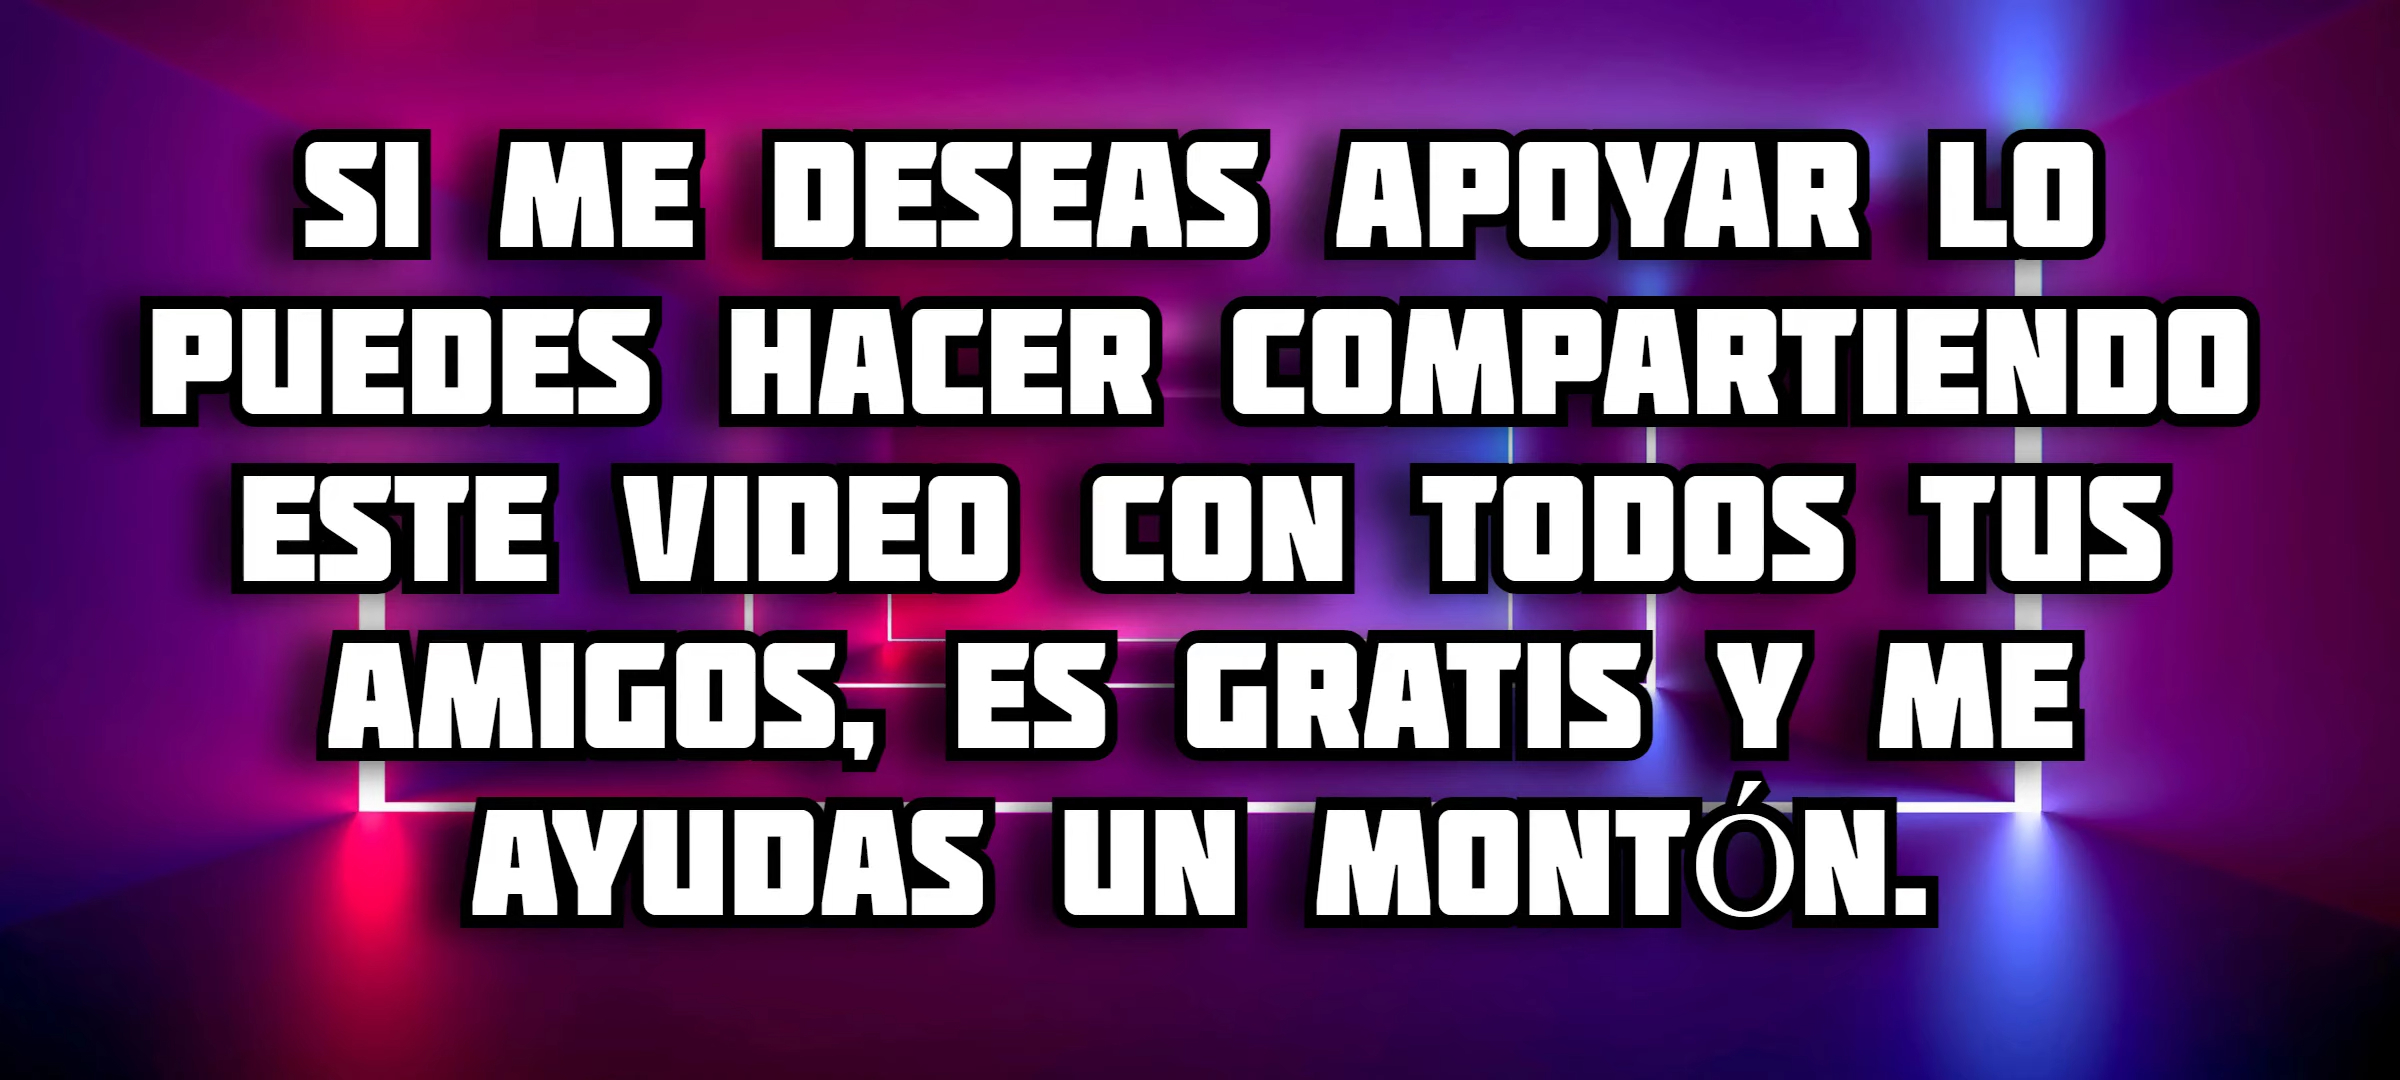 SI ME DESEAS APOYAR LO
PUEDES HACER COMPARTIENDO
ESTE VIDEO CON TODOS TUS
AMIGOS, ES GRATIS Y ME
AYUDAS UN MONTÓN.